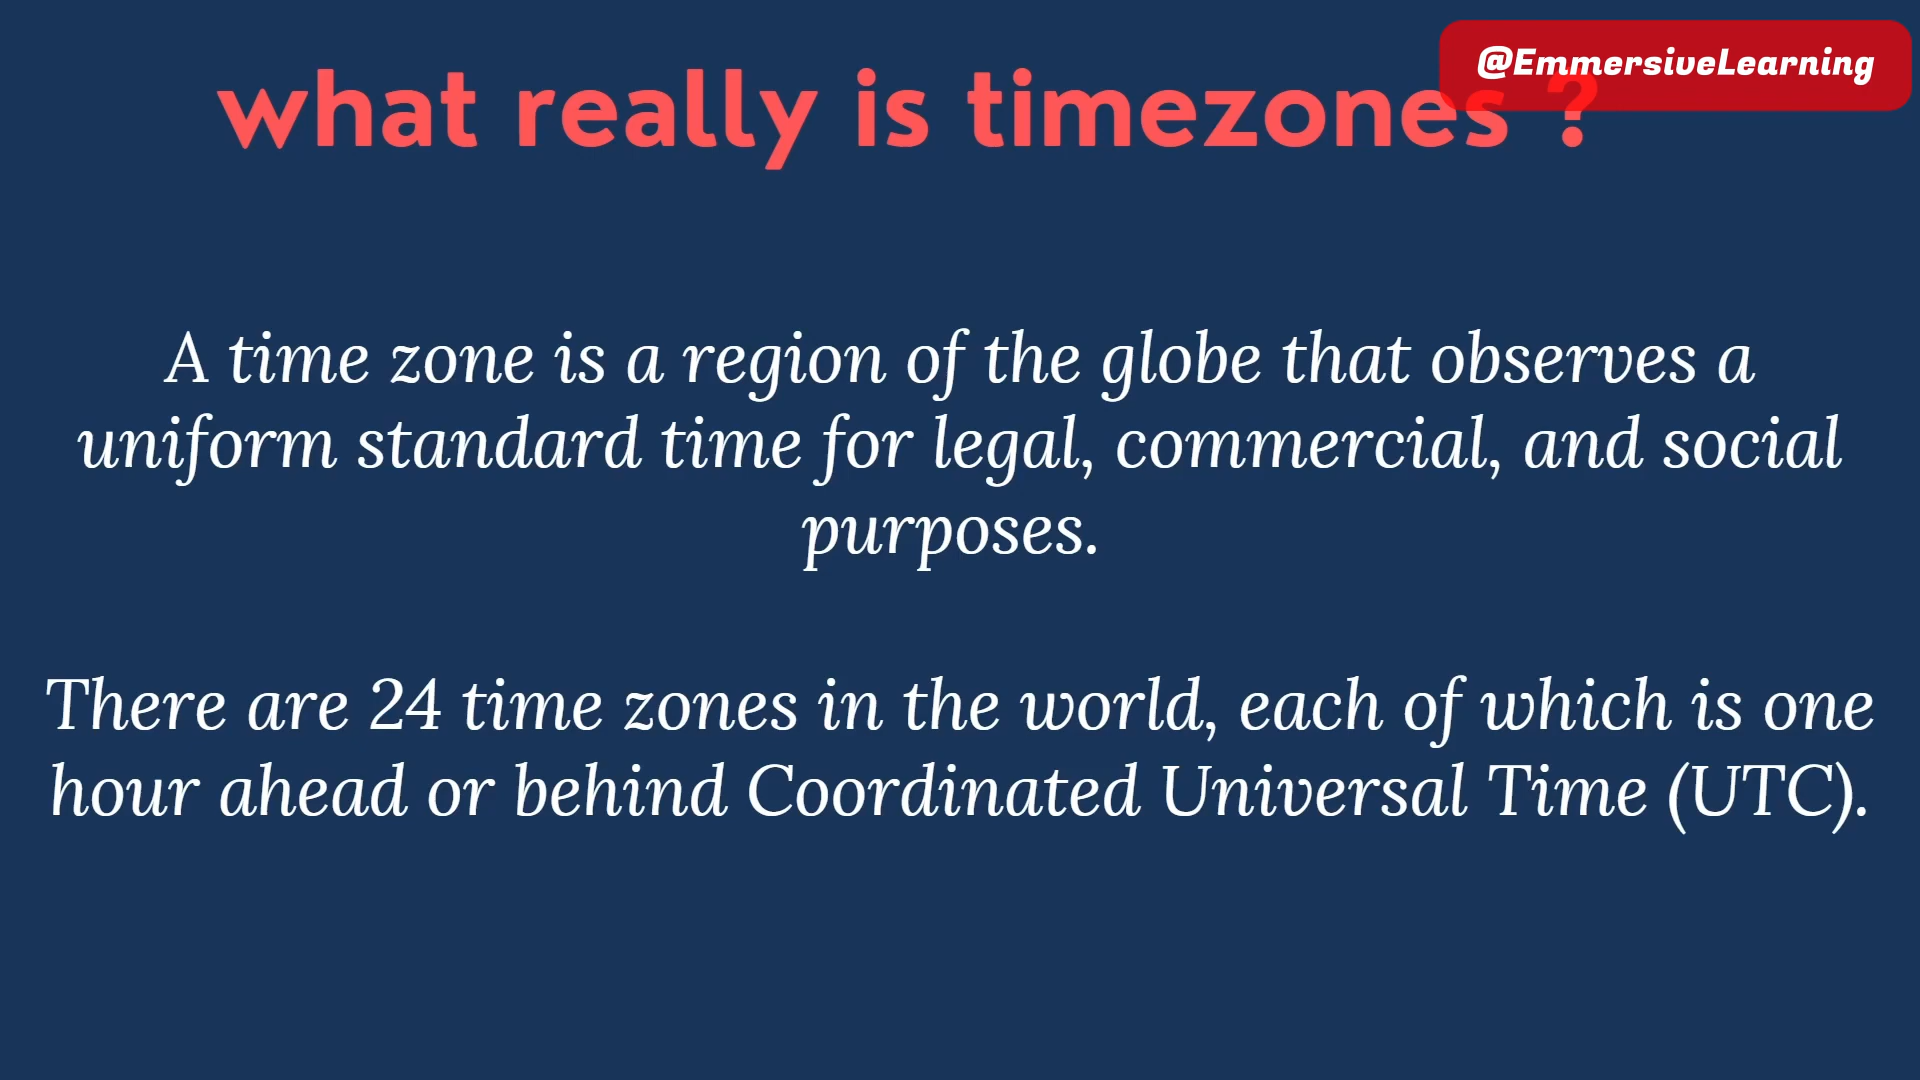 @EmmersiveLearning
what really is timezones ?
A time zone is a region of the globe that observes a
uniform standard time for legal, commercial, and social
purposes.
There are 24 time zones in the world, each of which is one
hour ahead or behind Coordinated Universal Time (UTC).